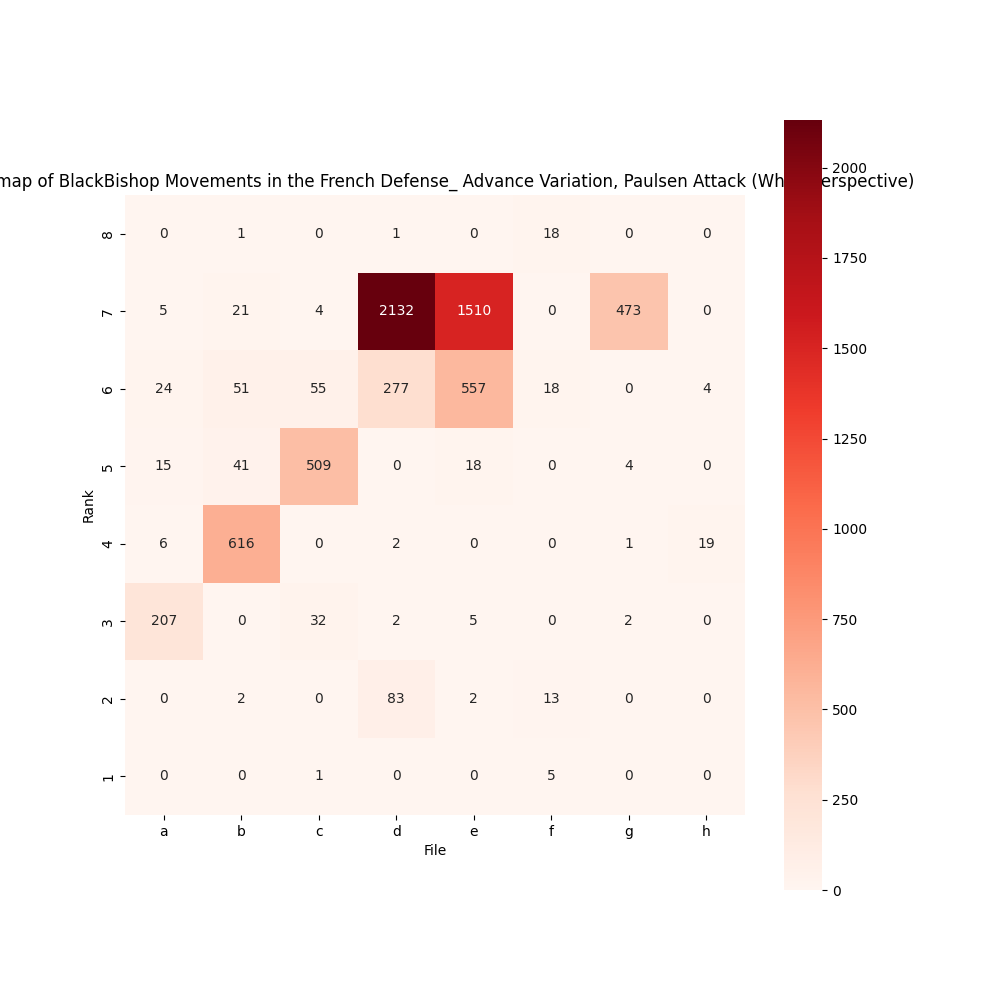 map of BlackBishop Movements in the French Defense_ Advance Variation, Paulsen Attack (Wh erspective)
8 0 1 0 1 0 18 0 0
7 5 21 4 2132 1510 0 473 0
6 24 51 55 277 557 18 0 4
5 15 41 509 0 18 0 4 0
4 6 616 0 2 0 0 1 19
3 207 0 32 2 5 0 2 0
2 0 2 0 83 2 13 0 0
1 0 0 1 0 0 5 0 0
Rank
a b c d e f g h
File
2000
1750
1500
1250
1000
750
500
250
0